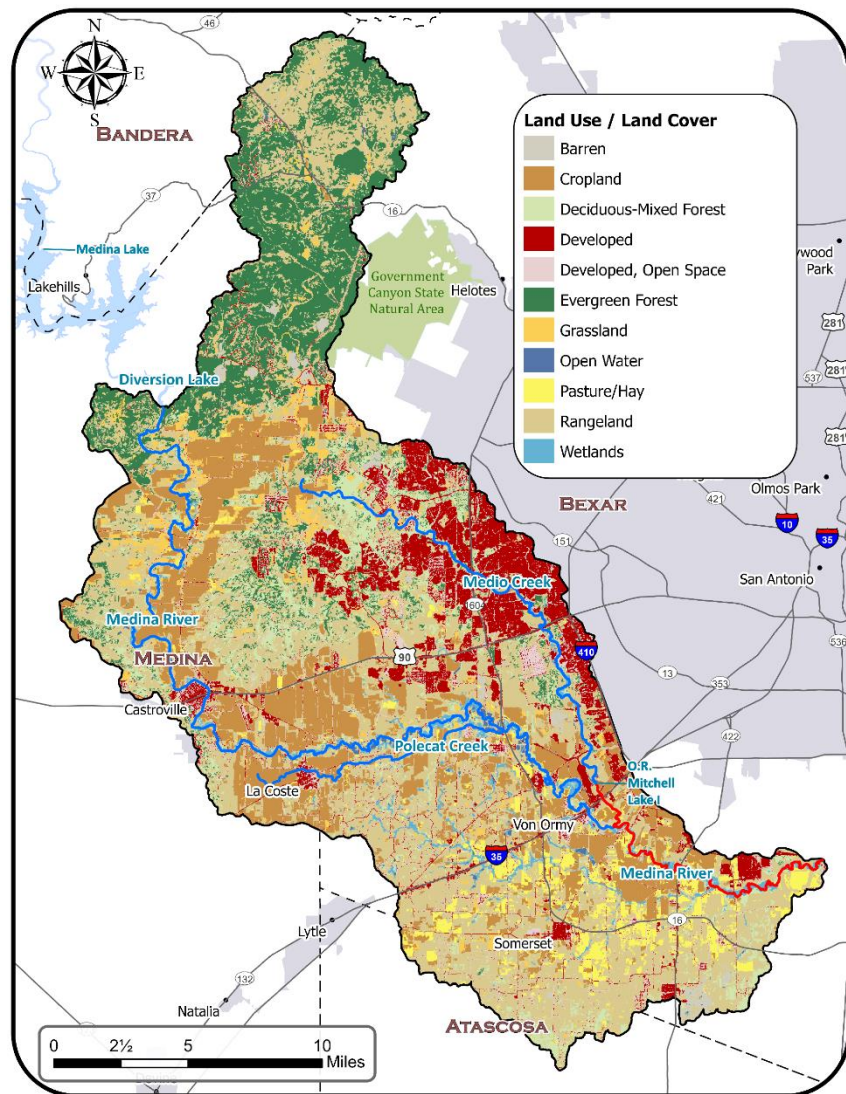 46
N
W
E
S
BANDERA
37
16
Medina Lake
Lakehills
Government
Canyon State
Natural Area
Helotes
Land Use / Land Cover
Barren
Cropland
Deciduous-Mixed Forest
Developed
Developed, Open Space
Evergreen Forest
Grassland
Open Water
Pasture/Hay
Rangeland
Wetlands
ywood
Park
281
281
537
281
Diversion Lake
421
Olmos Park
10
35
BEXAR
151
San Antonio
Medio Creek
1604
Medina River
MEDINA
90
410
536
13
353
Castroville
422
Polecat Creek
La Coste
O.R.
Mitchell
Lake I
Von Ormy
35
Medina River
16
Lytle
Somerset
132
Natalia
ATASCOSA
0
2½
5
10
Miles